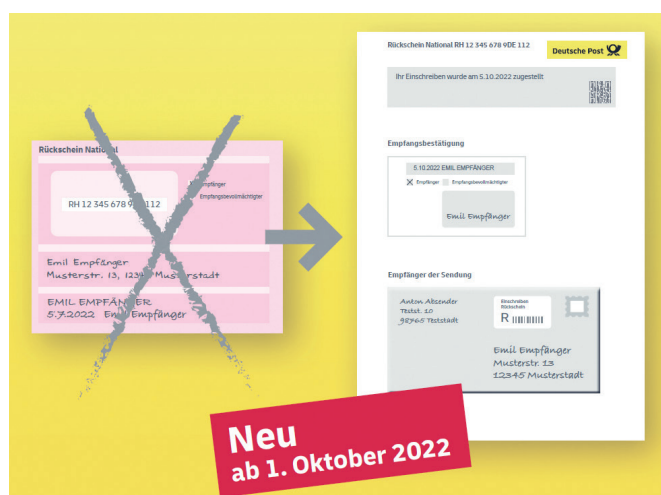 Rückschein National
Empfänger
Empfangsbevollmächtigter
RH 12 345 678 9DE 112
Emil Empfänger
Musterstr. 13, 12345 Musterstadt
EMIL EMPFÄNGER
5.7.2022 Emil Empfänger
Rückschein National RH 12 345 678 9DE 112
Deutsche Post
Ihr Einschreiben wurde am 5.10.2022 zugestellt
Empfangsbestätigung
5.10.2022 EMIL EMPFÄNGER
Empfänger Empfangsbevollmächtigter
Emil Empfänger
Empfänger der Sendung
Anton Absender
Testst. 10
98765 Teststadt
Einschreiben
Rückschein
R
Emil Empfänger
Musterstr. 13
12345 Musterstadt
Neu
ab 1. Oktober 2022